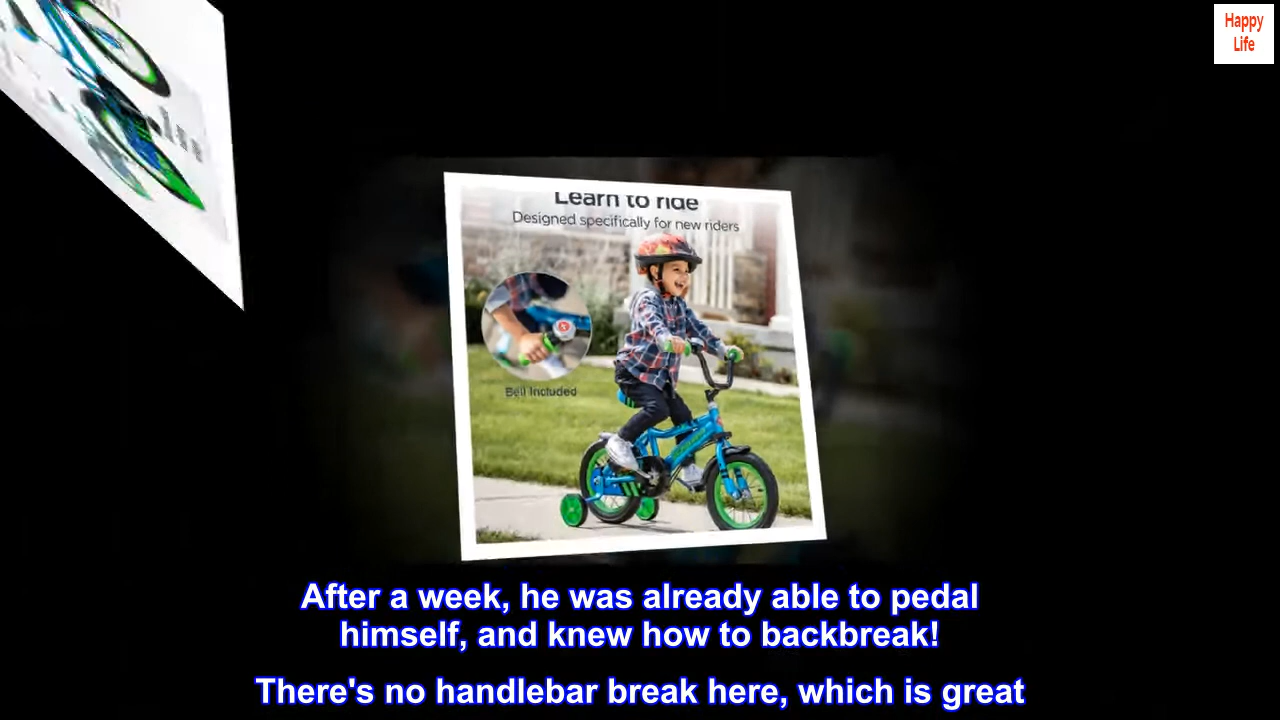 Happy
Life
Learn to ride
Designed specifically for new riders
Bell Included
After a week, he was already able to pedal
himself, and knew how to backbreak!
There's no handlebar break here, which is great